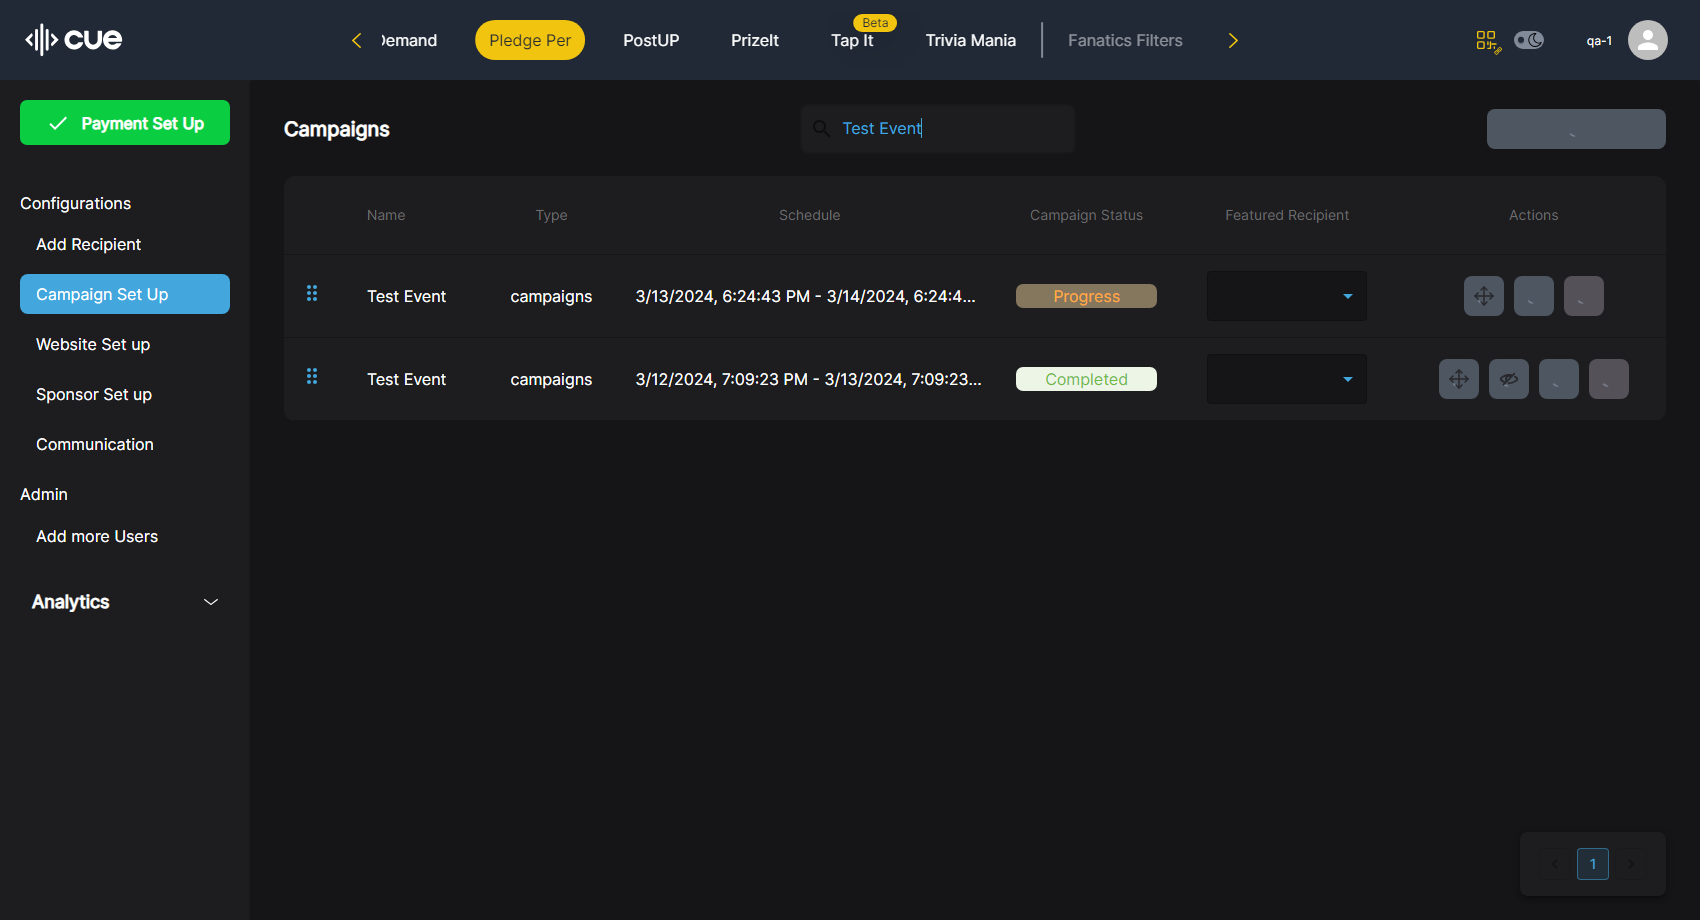 cue
Demand
Pledge Per
PostUP
PrizeIt
Beta
Tap It
Trivia Mania
Fanatics Filters
qa-1
Payment Set Up
Configurations
Add Recipient
Campaign Set Up
Website Set up
Sponsor Set up
Communication
Admin
Add more Users
Analytics
Campaigns
Test Event
Name Type Schedule Campaign Status Featured Recipient Actions
Test Event campaigns 3/13/2024, 6:24:43 PM - 3/14/2024, 6:24:4... Progress
Test Event campaigns 3/12/2024, 7:09:23 PM - 3/13/2024, 7:09:23... Completed
1